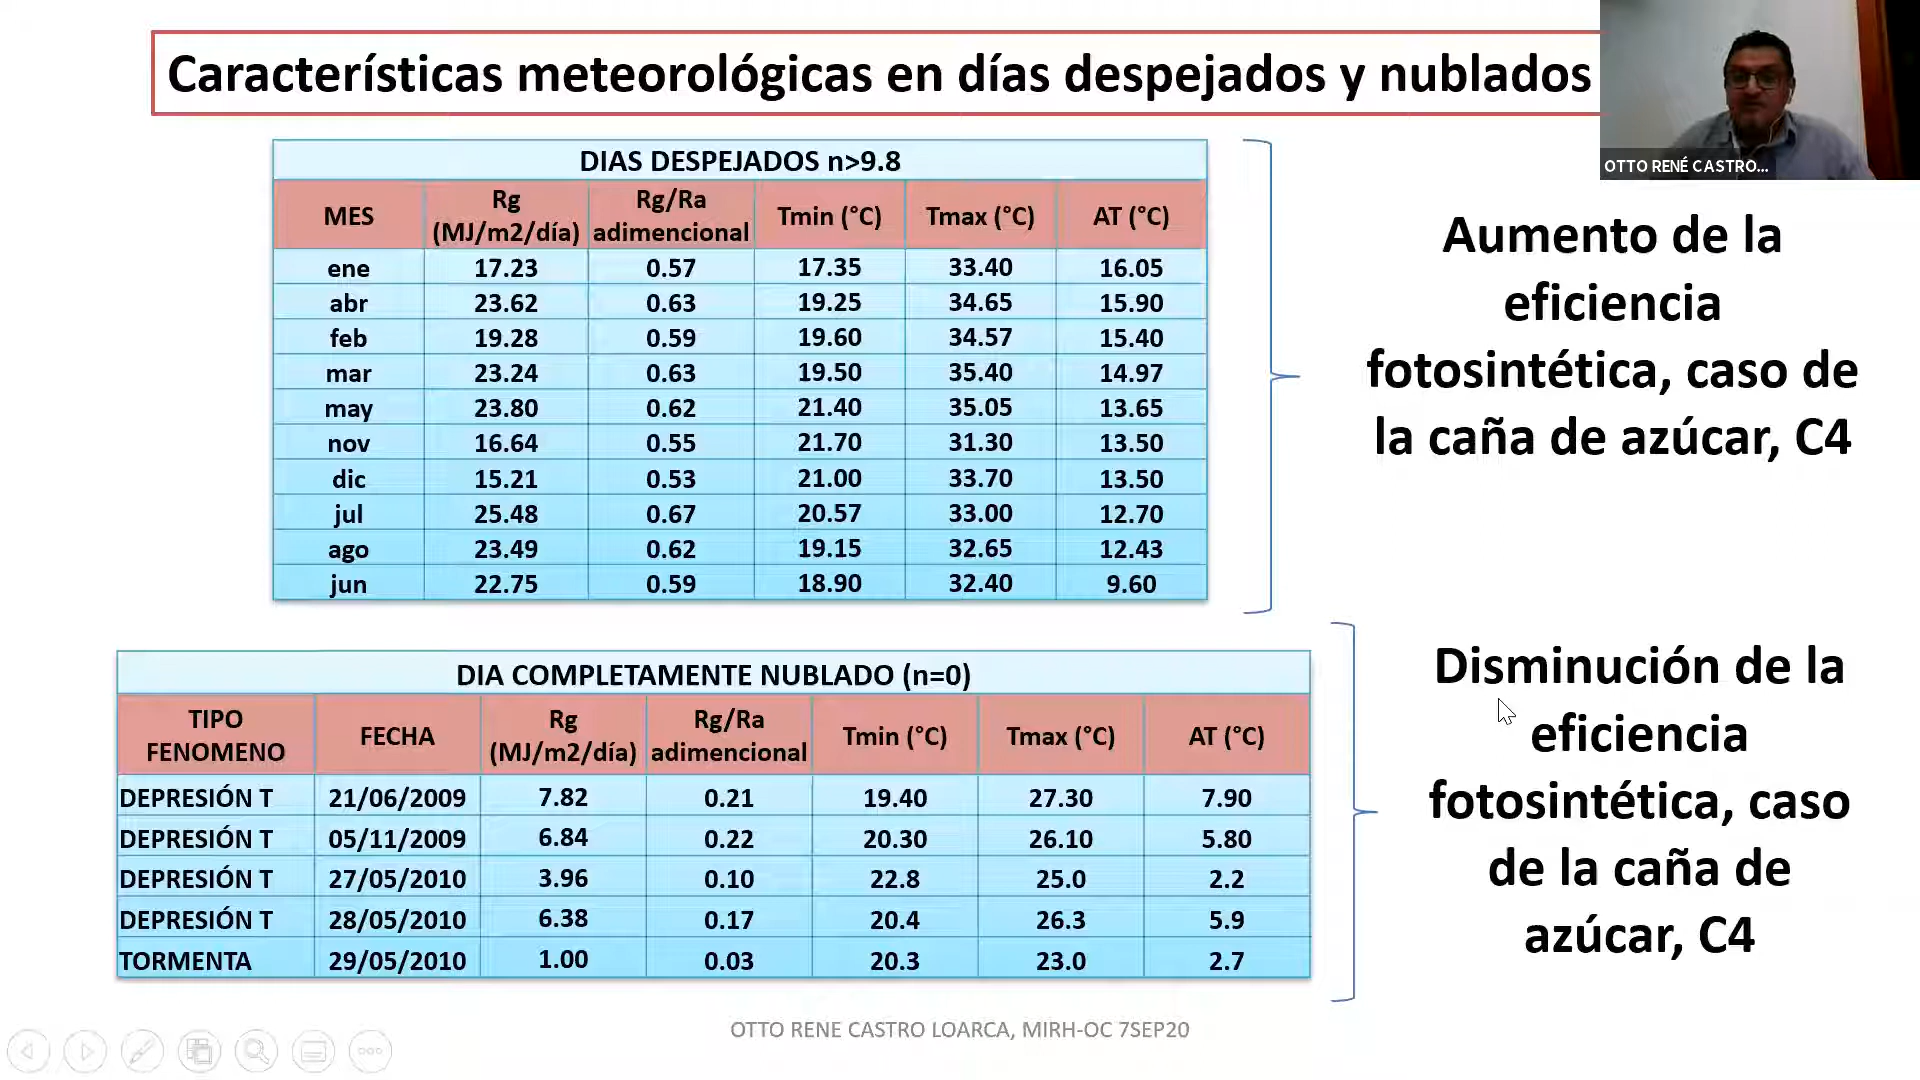 Características meteorológicas en días despejados y nublados
OTTO RENÉ CASTRO...
DIAS DESPEJADOS n>9.8
MES Rg (MJ/m2/día) Rg/Ra adimencional Tmin (°C) Tmax (°C) AT (°C)
ene 17.23 0.57 17.35 33.40 16.05
abr 23.62 0.63 19.25 34.65 15.90
feb 19.28 0.59 19.60 34.57 15.40
mar 23.24 0.63 19.50 35.40 14.97
may 23.80 0.62 21.40 35.05 13.65
nov 16.64 0.55 21.70 31.30 13.50
dic 15.21 0.53 21.00 33.70 13.50
jul 25.48 0.67 20.57 33.00 12.70
ago 23.49 0.62 19.15 32.65 12.43
jun 22.75 0.59 18.90 32.40 9.60
Aumento de la
eficiencia
fotosintética, caso de
la caña de azúcar, C4
DIA COMPLETAMENTE NUBLADO (n=0)
TIPO FENOMENO FECHA Rg (MJ/m2/día) Rg/Ra adimencional Tmin (°C) Tmax (°C) AT (°C)
DEPRESIÓN T 21/06/2009 7.82 0.21 19.40 27.30 7.90
DEPRESIÓN T 05/11/2009 6.84 0.22 20.30 26.10 5.80
DEPRESIÓN T 27/05/2010 3.96 0.10 22.8 25.0 2.2
DEPRESIÓN T 28/05/2010 6.38 0.17 20.4 26.3 5.9
TORMENTA 29/05/2010 1.00 0.03 20.3 23.0 2.7
Disminución de la
eficiencia
fotosintética, caso
de la caña de
azúcar, C4
OTTO RENE CASTRO LOARCA, MIRH-OC 7SEP20